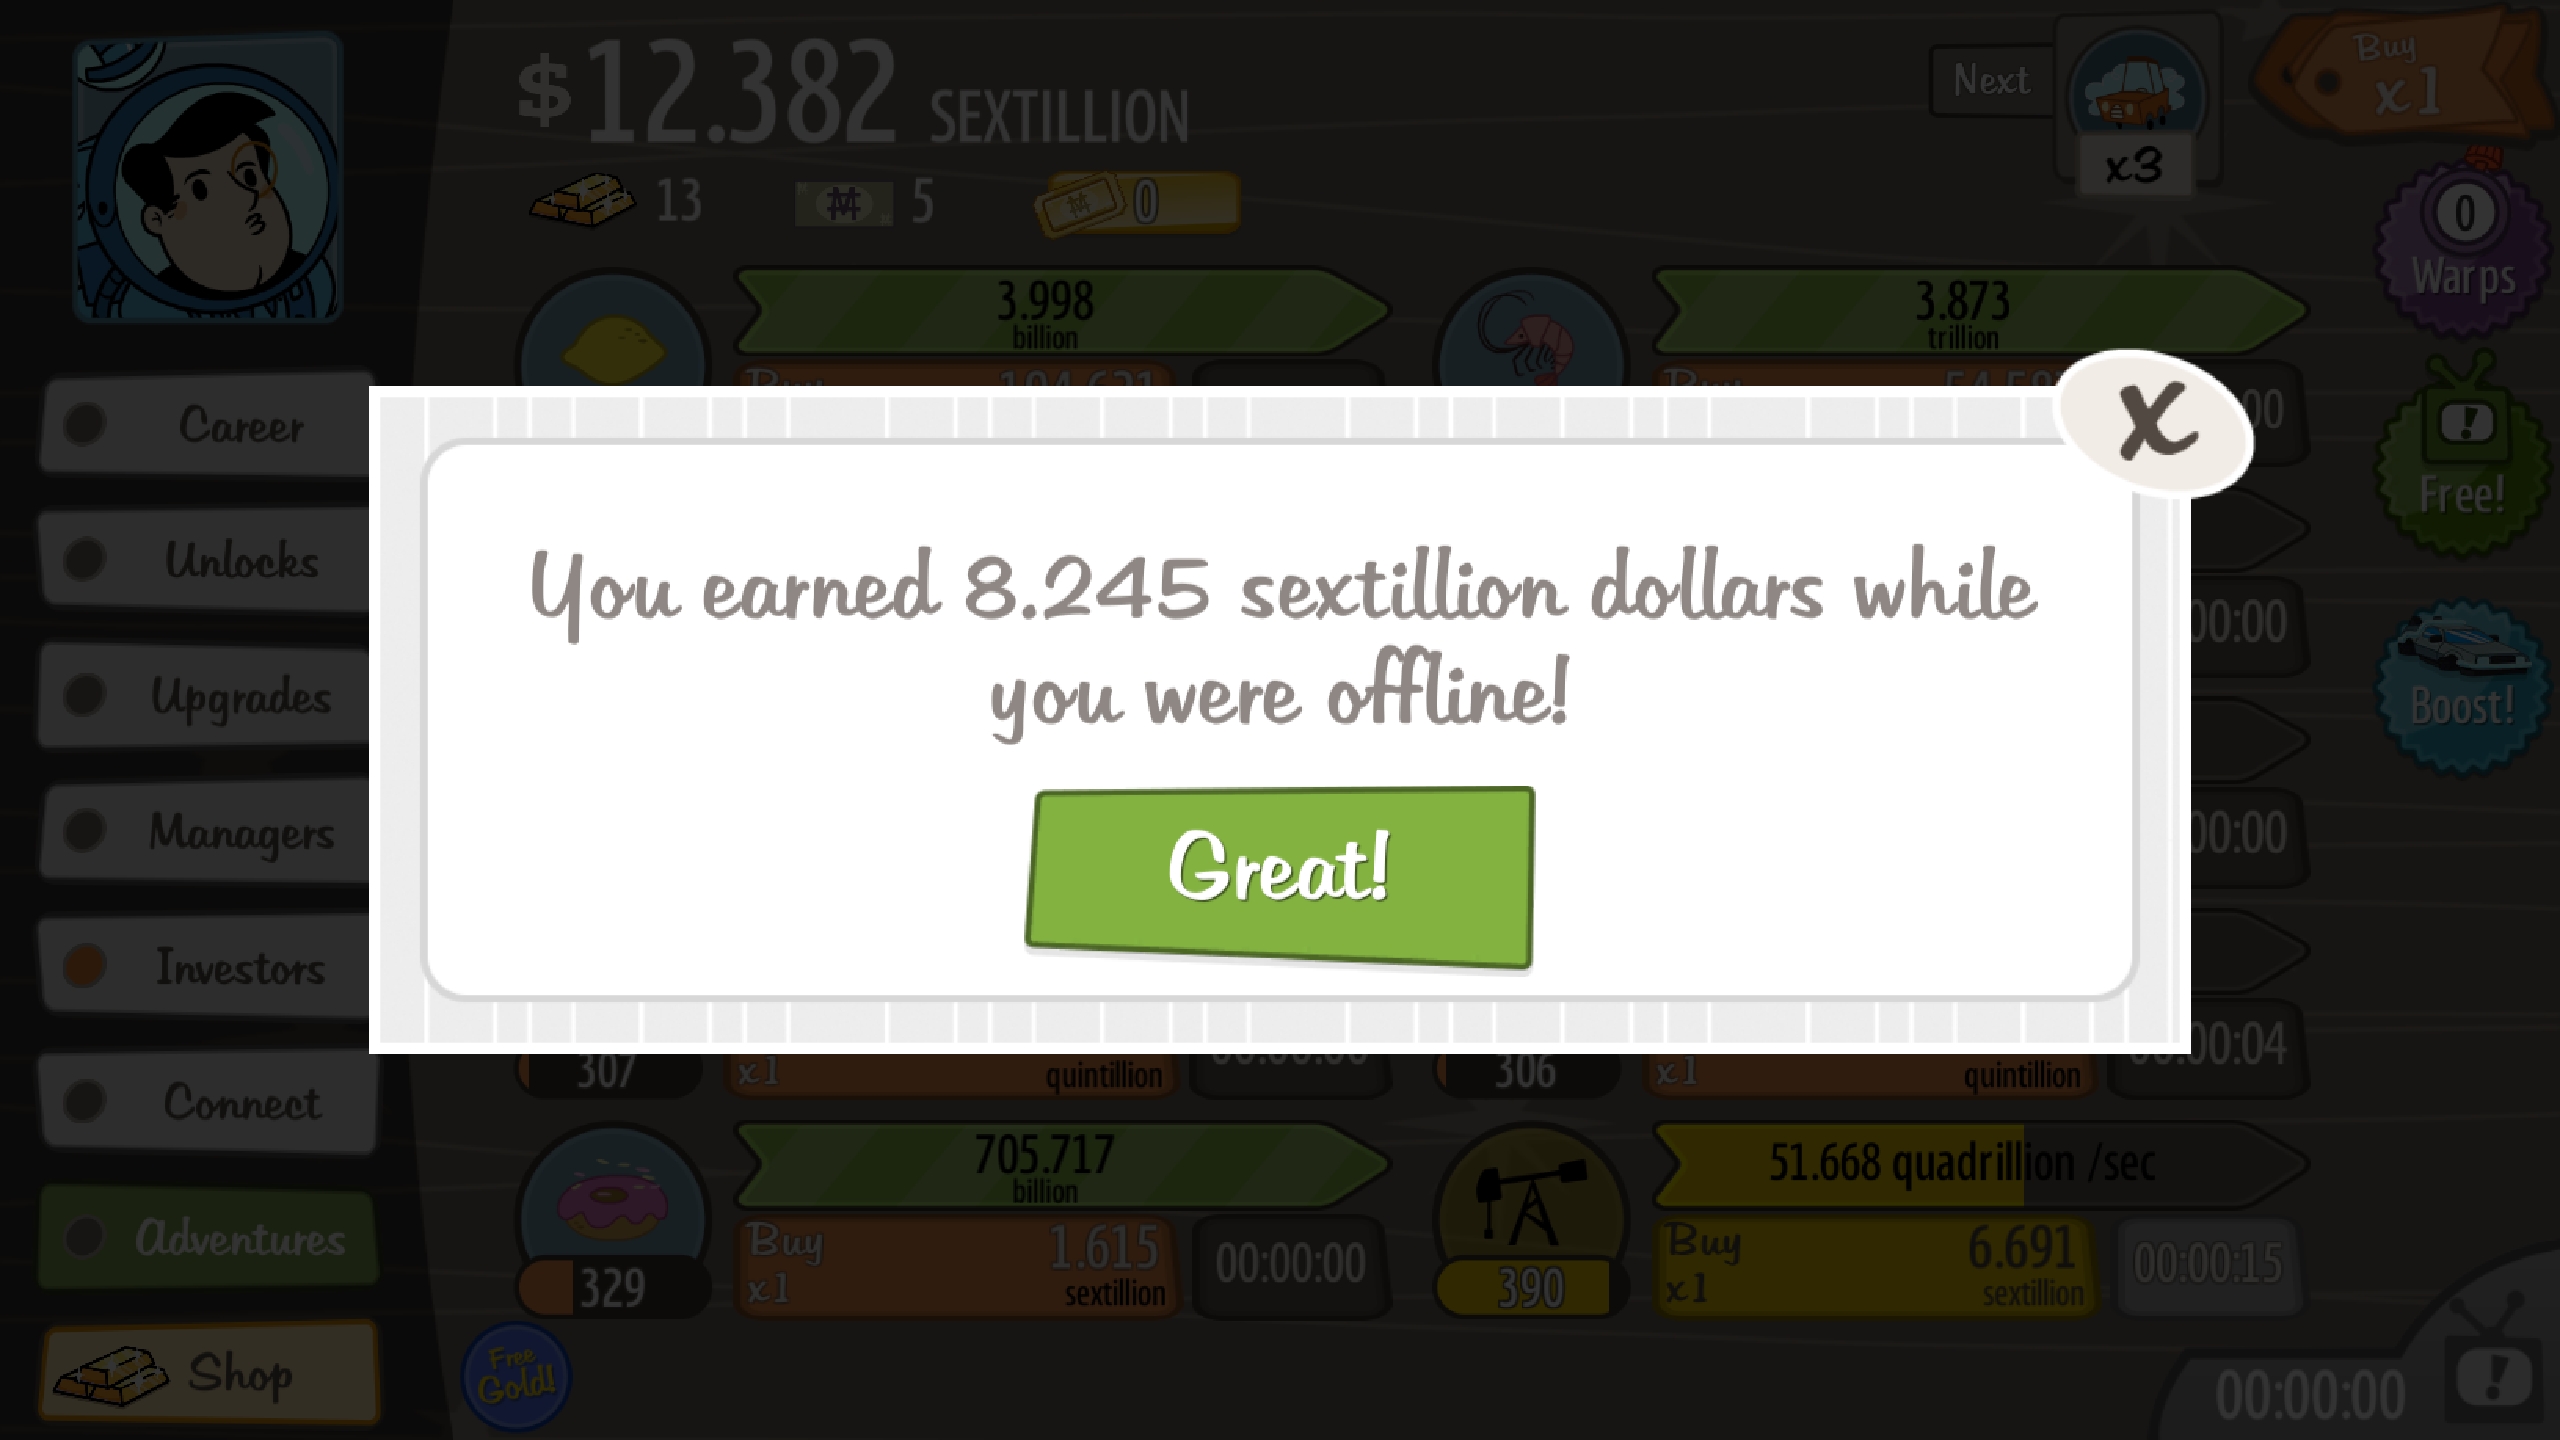 $12.382 SEXTILLION
13
5
0
Next
x3
Buy
x1
0
Warps
Free!
Boost!
Career
Unlocks
Upgrades
Managers
Investors
Connect
Adventures
Shop
3.998
billion
3.873
trillion
X
You earned 8.245 sextillion dollars while
you were offline!
Great!
00
00:00
00:00
00:04
307
x1
quintillion
306
x1
quintillion
705.717
billion
51.668 quadrillion /sec
Buy
x1
1.615
sextillion
00:00:00
Buy
x1
6.691
sextillion
00:00:15
329
390
Free
Gold!
00:00:00